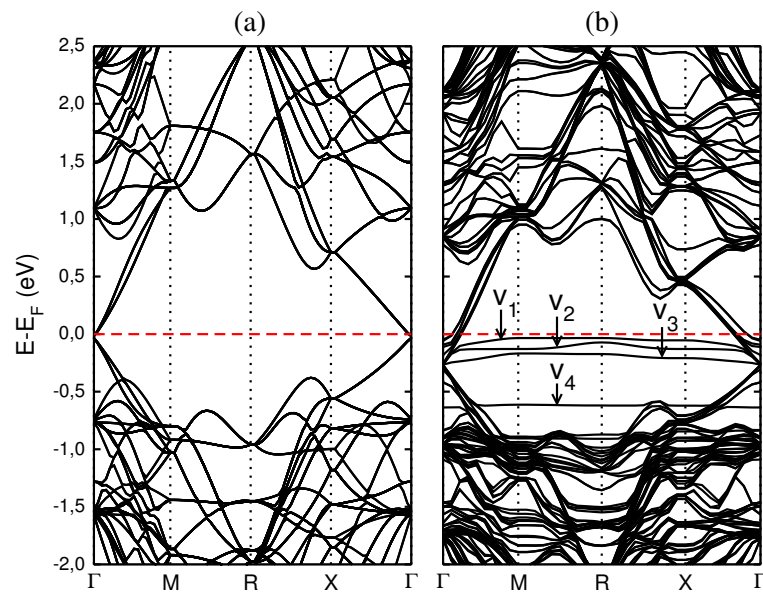 (a) (b)
2,5
2,0
1,5
1,0
0,5
0,0
-0,5
-1,0
-1,5
-2,0
E-E_F (eV)
v_1 v_2 v_3
v_4
Γ M R X Γ Γ M R X Γ